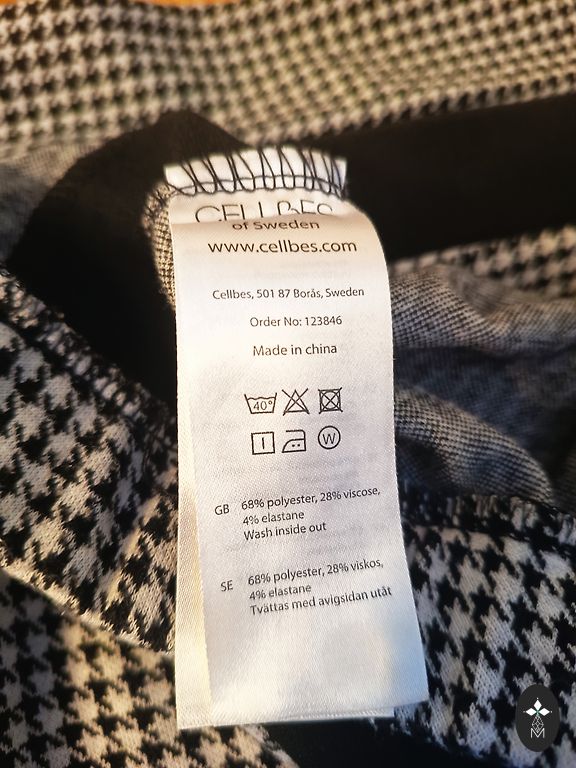 CELLBES
of Sweden
www.cellbes.com
Cellbes, 501 87 Borås, Sweden
Order No: 123846
Made in china
40°
W
GB 68% polyester, 28% viscose,
4% elastane
Wash inside out
SE 68% polyester, 28% viskos,
4% elastane
Tvättas med avigsidan utåt
M